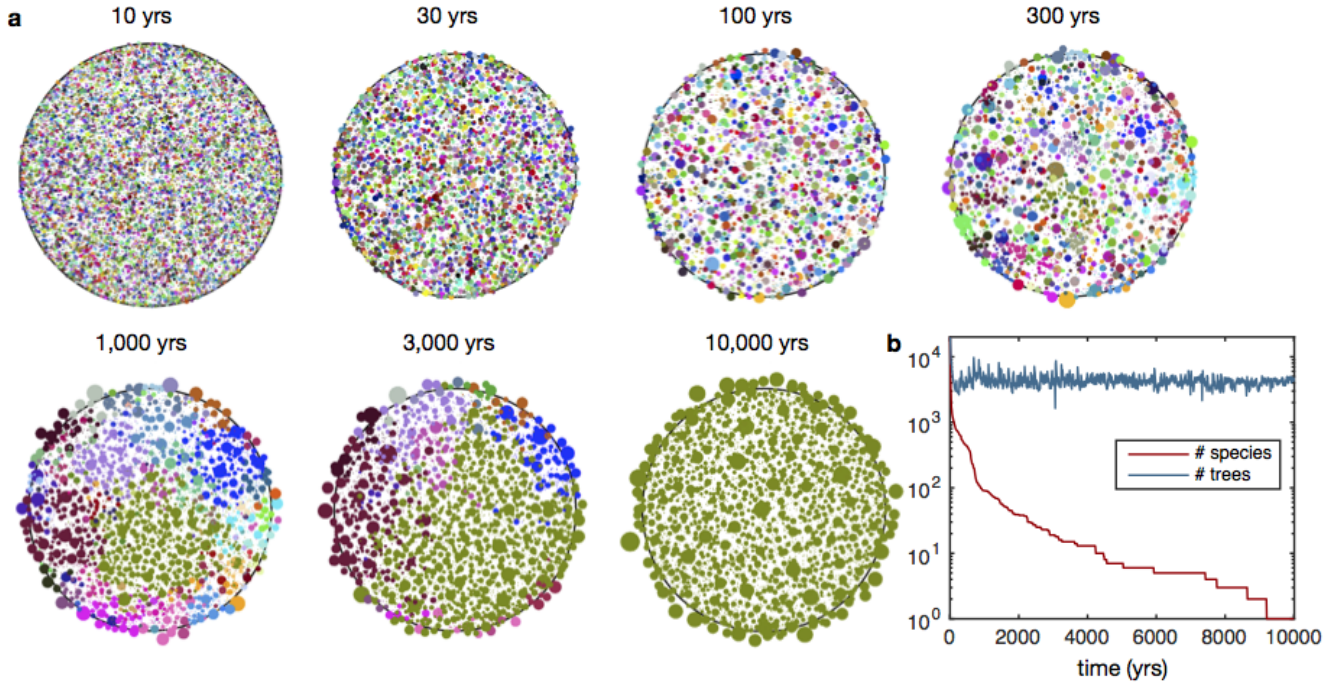 a
10 yrs
30 yrs
100 yrs
300 yrs
1,000 yrs
3,000 yrs
10,000 yrs
b
10^4
10^3
10^2
10^1
10^0
# species
# trees
0
2000
4000
6000
8000
10000
time (yrs)